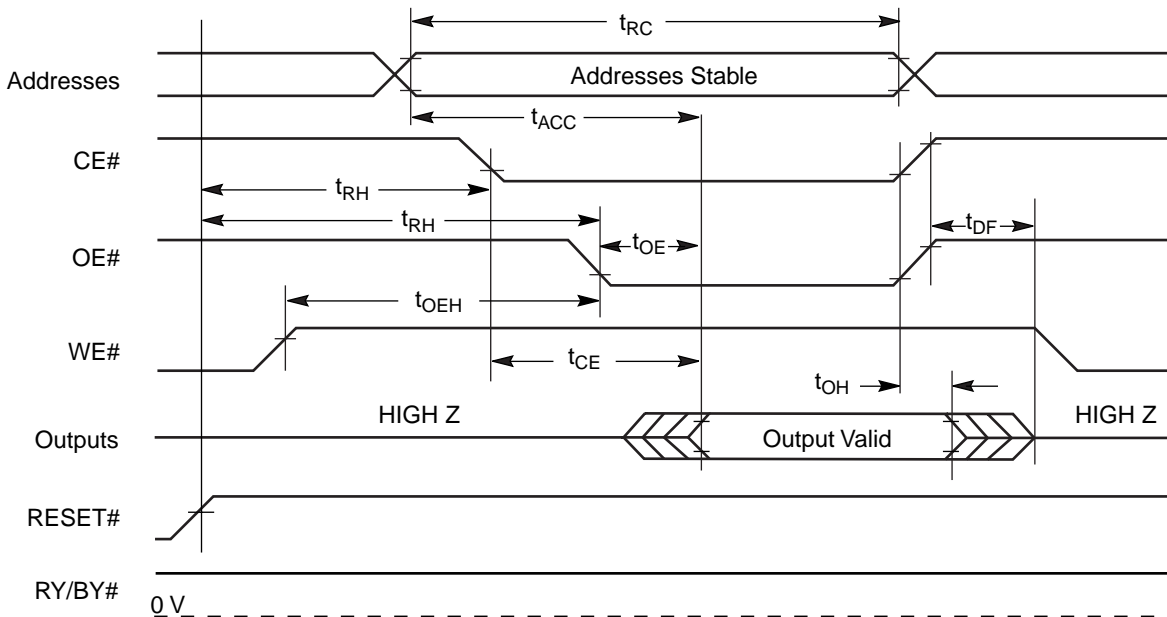 tRC
Addresses
Addresses Stable
tACC
CE#
tRH
tRH
tDF
OE#
tOE
tOEH
WE#
tCE
tOH
HIGH Z
HIGH Z
Outputs
Output Valid
RESET#
RY/BY#
0 V